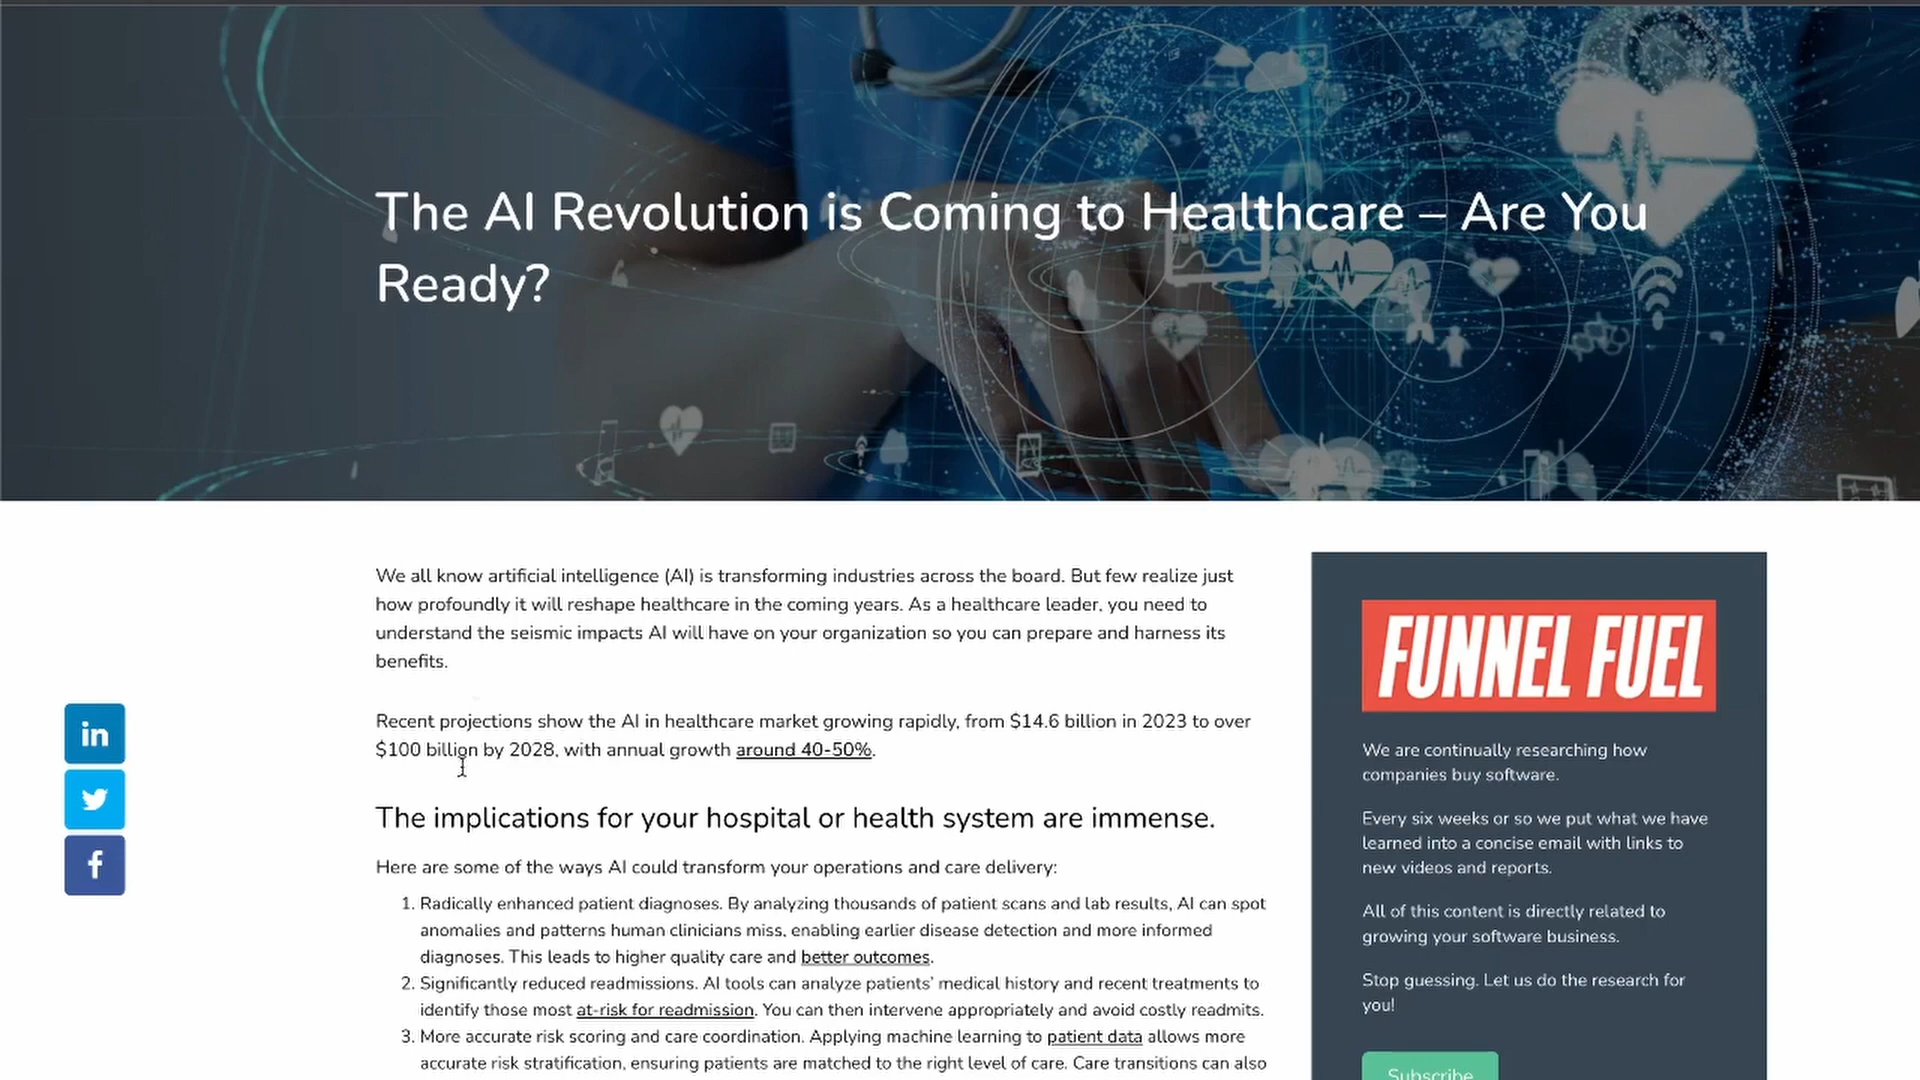 The AI Revolution is Coming to Healthcare – Are You
Ready?
We all know artificial intelligence (AI) is transforming industries across the board. But few realize just
how profoundly it will reshape healthcare in the coming years. As a healthcare leader, you need to
understand the seismic impacts AI will have on your organization so you can prepare and harness its
benefits.
Recent projections show the AI in healthcare market growing rapidly, from $14.6 billion in 2023 to over
$100 billion by 2028, with annual growth around 40-50%.
The implications for your hospital or health system are immense.
Here are some of the ways AI could transform your operations and care delivery:
1. Radically enhanced patient diagnoses. By analyzing thousands of patient scans and lab results, AI can spot
anomalies and patterns human clinicians miss, enabling earlier disease detection and more informed
diagnoses. This leads to higher quality care and better outcomes.
2. Significantly reduced readmissions. AI tools can analyze patients’ medical history and recent treatments to
identify those most at-risk for readmission. You can then intervene appropriately and avoid costly readmits.
3. More accurate risk scoring and care coordination. Applying machine learning to patient data allows more
accurate risk stratification, ensuring patients are matched to the right level of care. Care transitions can also
in
f
FUNNEL FUEL
We are continually researching how
companies buy software.
Every six weeks or so we put what we have
learned into a concise email with links to
new videos and reports.
All of this content is directly related to
growing your software business.
Stop guessing. Let us do the research for
you!
Subscribe